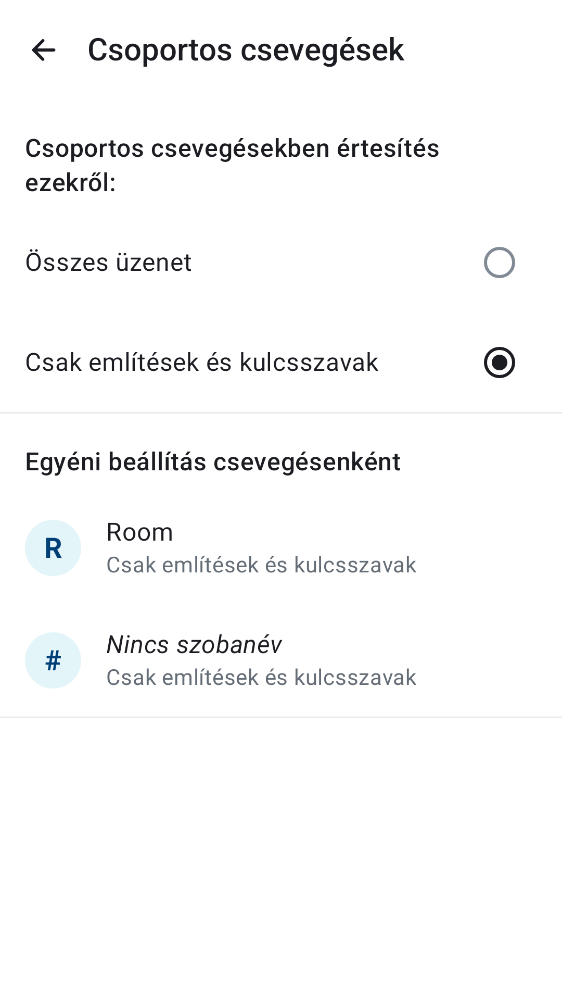 Csoportos csevegések
Csoportos csevegésekben értesítés
ezekről:
Összes üzenet
Csak említések és kulcsszavak
Egyéni beállítás csevegésenként
R
Room
Csak említések és kulcsszavak
#
Nincs szobanév
Csak említések és kulcsszavak